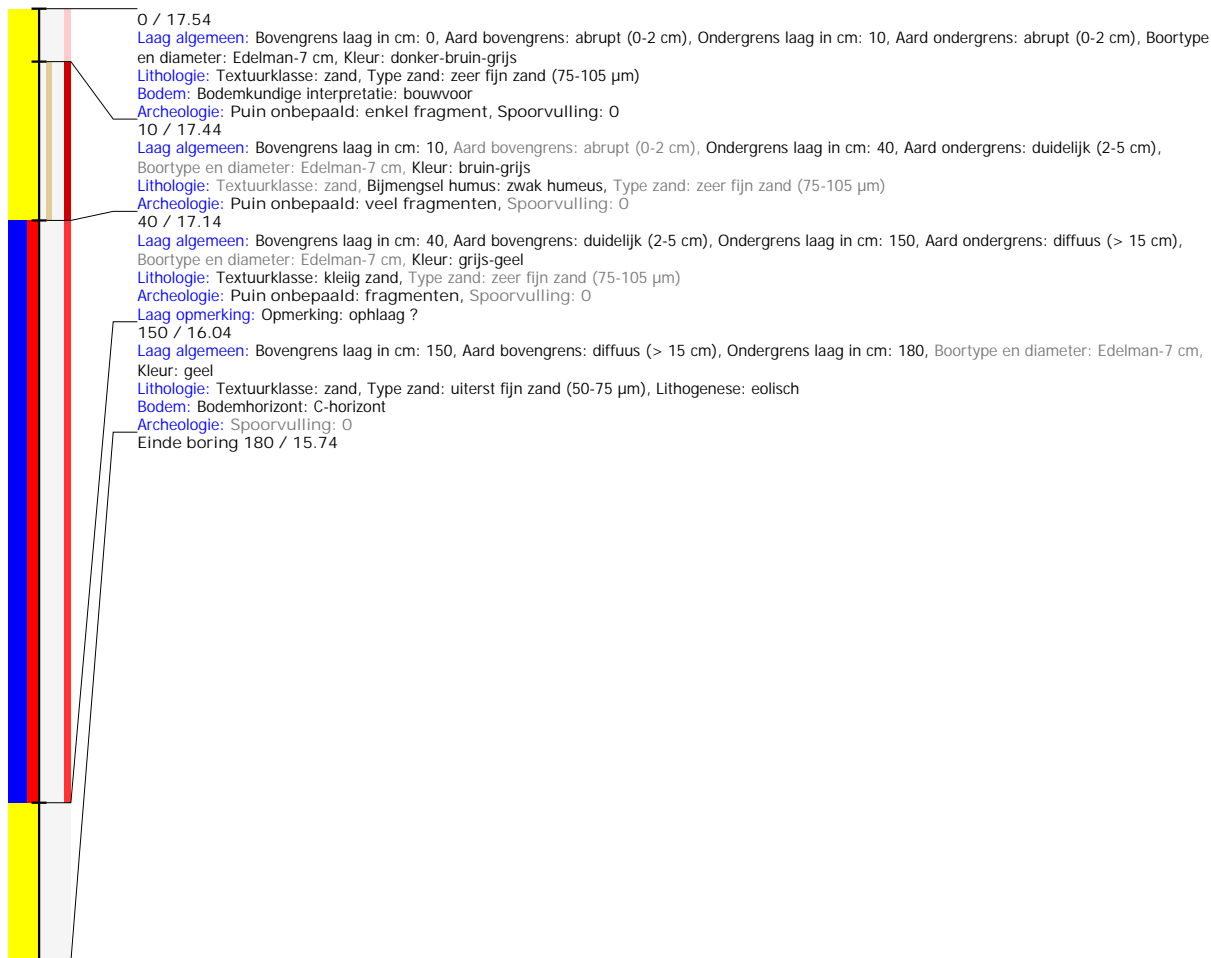 0 / 17.54
Laag algemeen: Bovengrens laag in cm: 0, Aard bovengrens: abrupt (0-2 cm), Ondergrens laag in cm: 10, Aard ondergrens: abrupt (0-2 cm), Boortype
en diameter: Edelman-7 cm, Kleur: donker-bruin-grijs
Lithologie: Textuurklasse: zand, Type zand: zeer fijn zand (75-105 µm)
Bodem: Bodemkundige interpretatie: bouwvoor
Archeologie: Puin onbepaald: enkel fragment, Spoorvulling: 0
10 / 17.44
Laag algemeen: Bovengrens laag in cm: 10, Aard bovengrens: abrupt (0-2 cm), Ondergrens laag in cm: 40, Aard ondergrens: duidelijk (2-5 cm),
Boortype en diameter: Edelman-7 cm, Kleur: bruin-grijs
Lithologie: Textuurklasse: zand, Bijmengsel humus: zwak humeus, Type zand: zeer fijn zand (75-105 µm)
Archeologie: Puin onbepaald: veel fragmenten, Spoorvulling: 0
40 / 17.14
Laag algemeen: Bovengrens laag in cm: 40, Aard bovengrens: duidelijk (2-5 cm), Ondergrens laag in cm: 150, Aard ondergrens: diffuus (> 15 cm),
Boortype en diameter: Edelman-7 cm, Kleur: grijs-geel
Lithologie: Textuurklasse: kleiig zand, Type zand: zeer fijn zand (75-105 µm)
Archeologie: Puin onbepaald: fragmenten, Spoorvulling: 0
Laag opmerking: Opmerking: ophlaag ?
150 / 16.04
Laag algemeen: Bovengrens laag in cm: 150, Aard bovengrens: diffuus (> 15 cm), Ondergrens laag in cm: 180, Boortype en diameter: Edelman-7 cm,
Kleur: geel
Lithologie: Textuurklasse: zand, Type zand: uiterst fijn zand (50-75 µm), Lithogenese: eolisch
Bodem: Bodemhorizont: C-horizont
Archeologie: Spoorvulling: 0
Einde boring 180 / 15.74